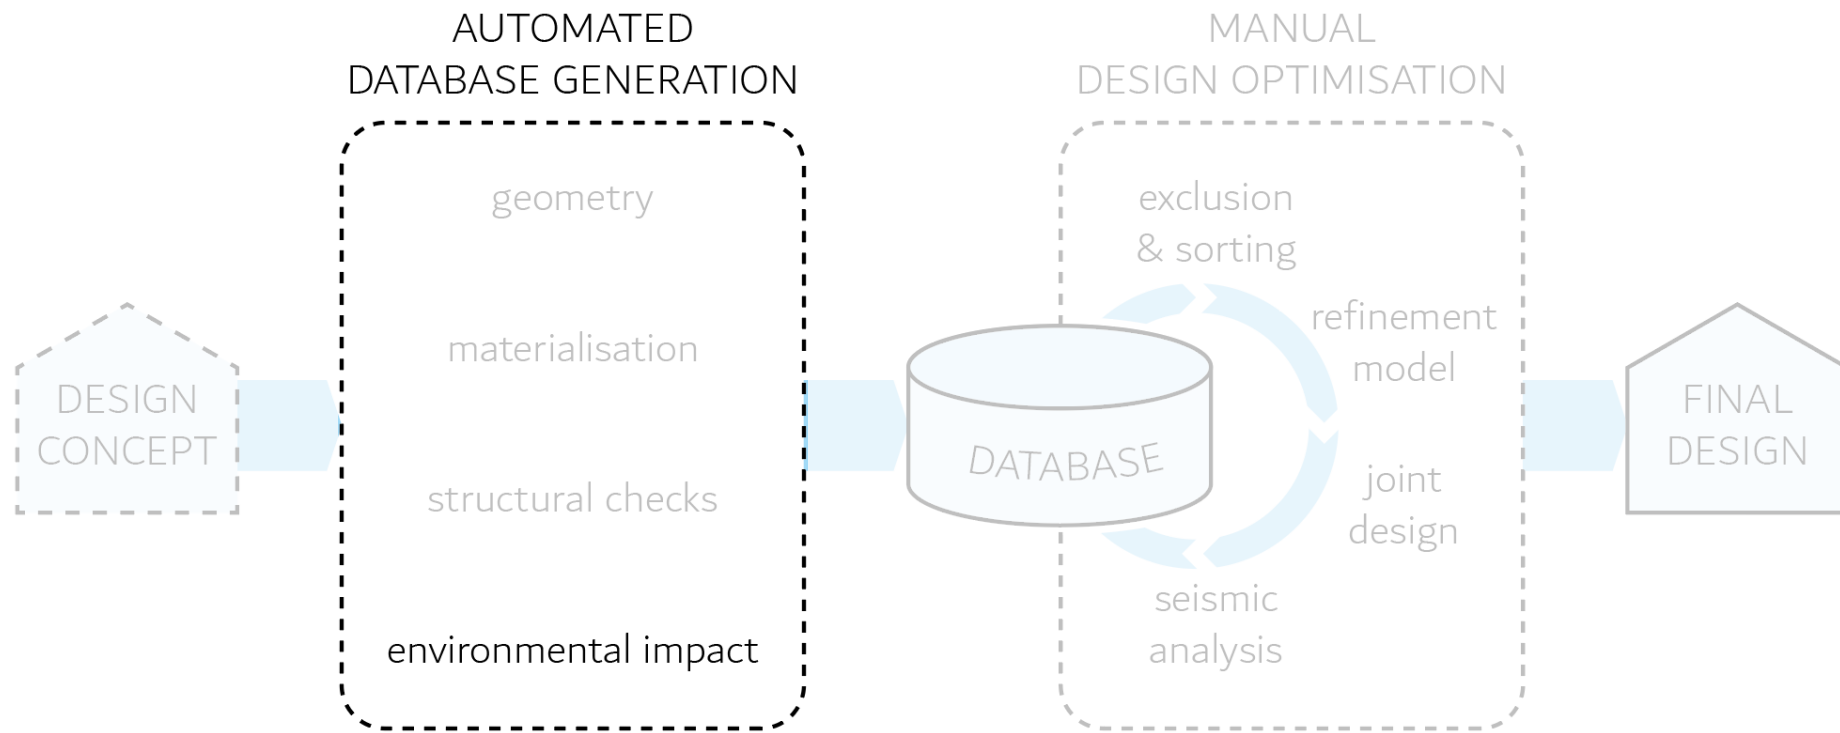 AUTOMATED
DATABASE GENERATION
MANUAL
DESIGN OPTIMISATION
DESIGN
CONCEPT
geometry
materialisation
structural checks
environmental impact
DATABASE
exclusion
& sorting
refinement
model
joint
design
seismic
analysis
FINAL
DESIGN